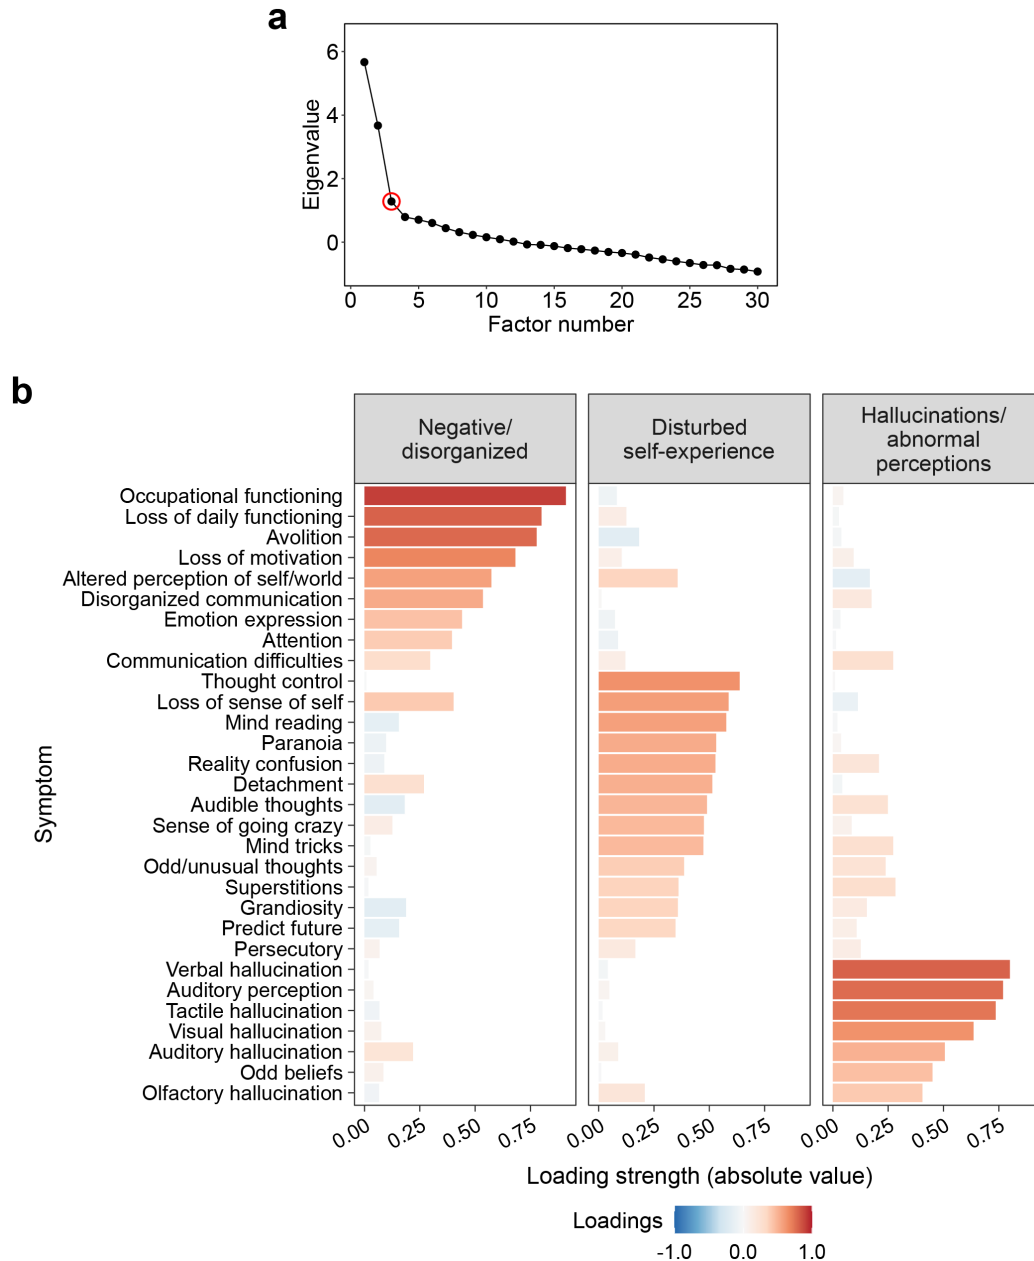 a
6
4
2
0
Eigenvalue
0 5 10 15 20 25 30
Factor number
b
Negative/
disorganized
Disturbed
self-experience
Hallucinations/
abnormal
perceptions
Symptom
Occupational functioning
Loss of daily functioning
Avolition
Loss of motivation
Altered perception of self/world
Disorganized communication
Emotion expression
Attention
Communication difficulties
Thought control
Loss of sense of self
Mind reading
Paranoia
Reality confusion
Detachment
Audible thoughts
Sense of going crazy
Mind tricks
Odd/unusual thoughts
Superstitions
Grandiosity
Predict future
Persecutory
Verbal hallucination
Auditory perception
Tactile hallucination
Visual hallucination
Auditory hallucination
Odd beliefs
Olfactory hallucination
0.00 0.25 0.50 0.75 0.00 0.25 0.50 0.75 0.00 0.25 0.50 0.75
Loading strength (absolute value)
Loadings
-1.0 0.0 1.0